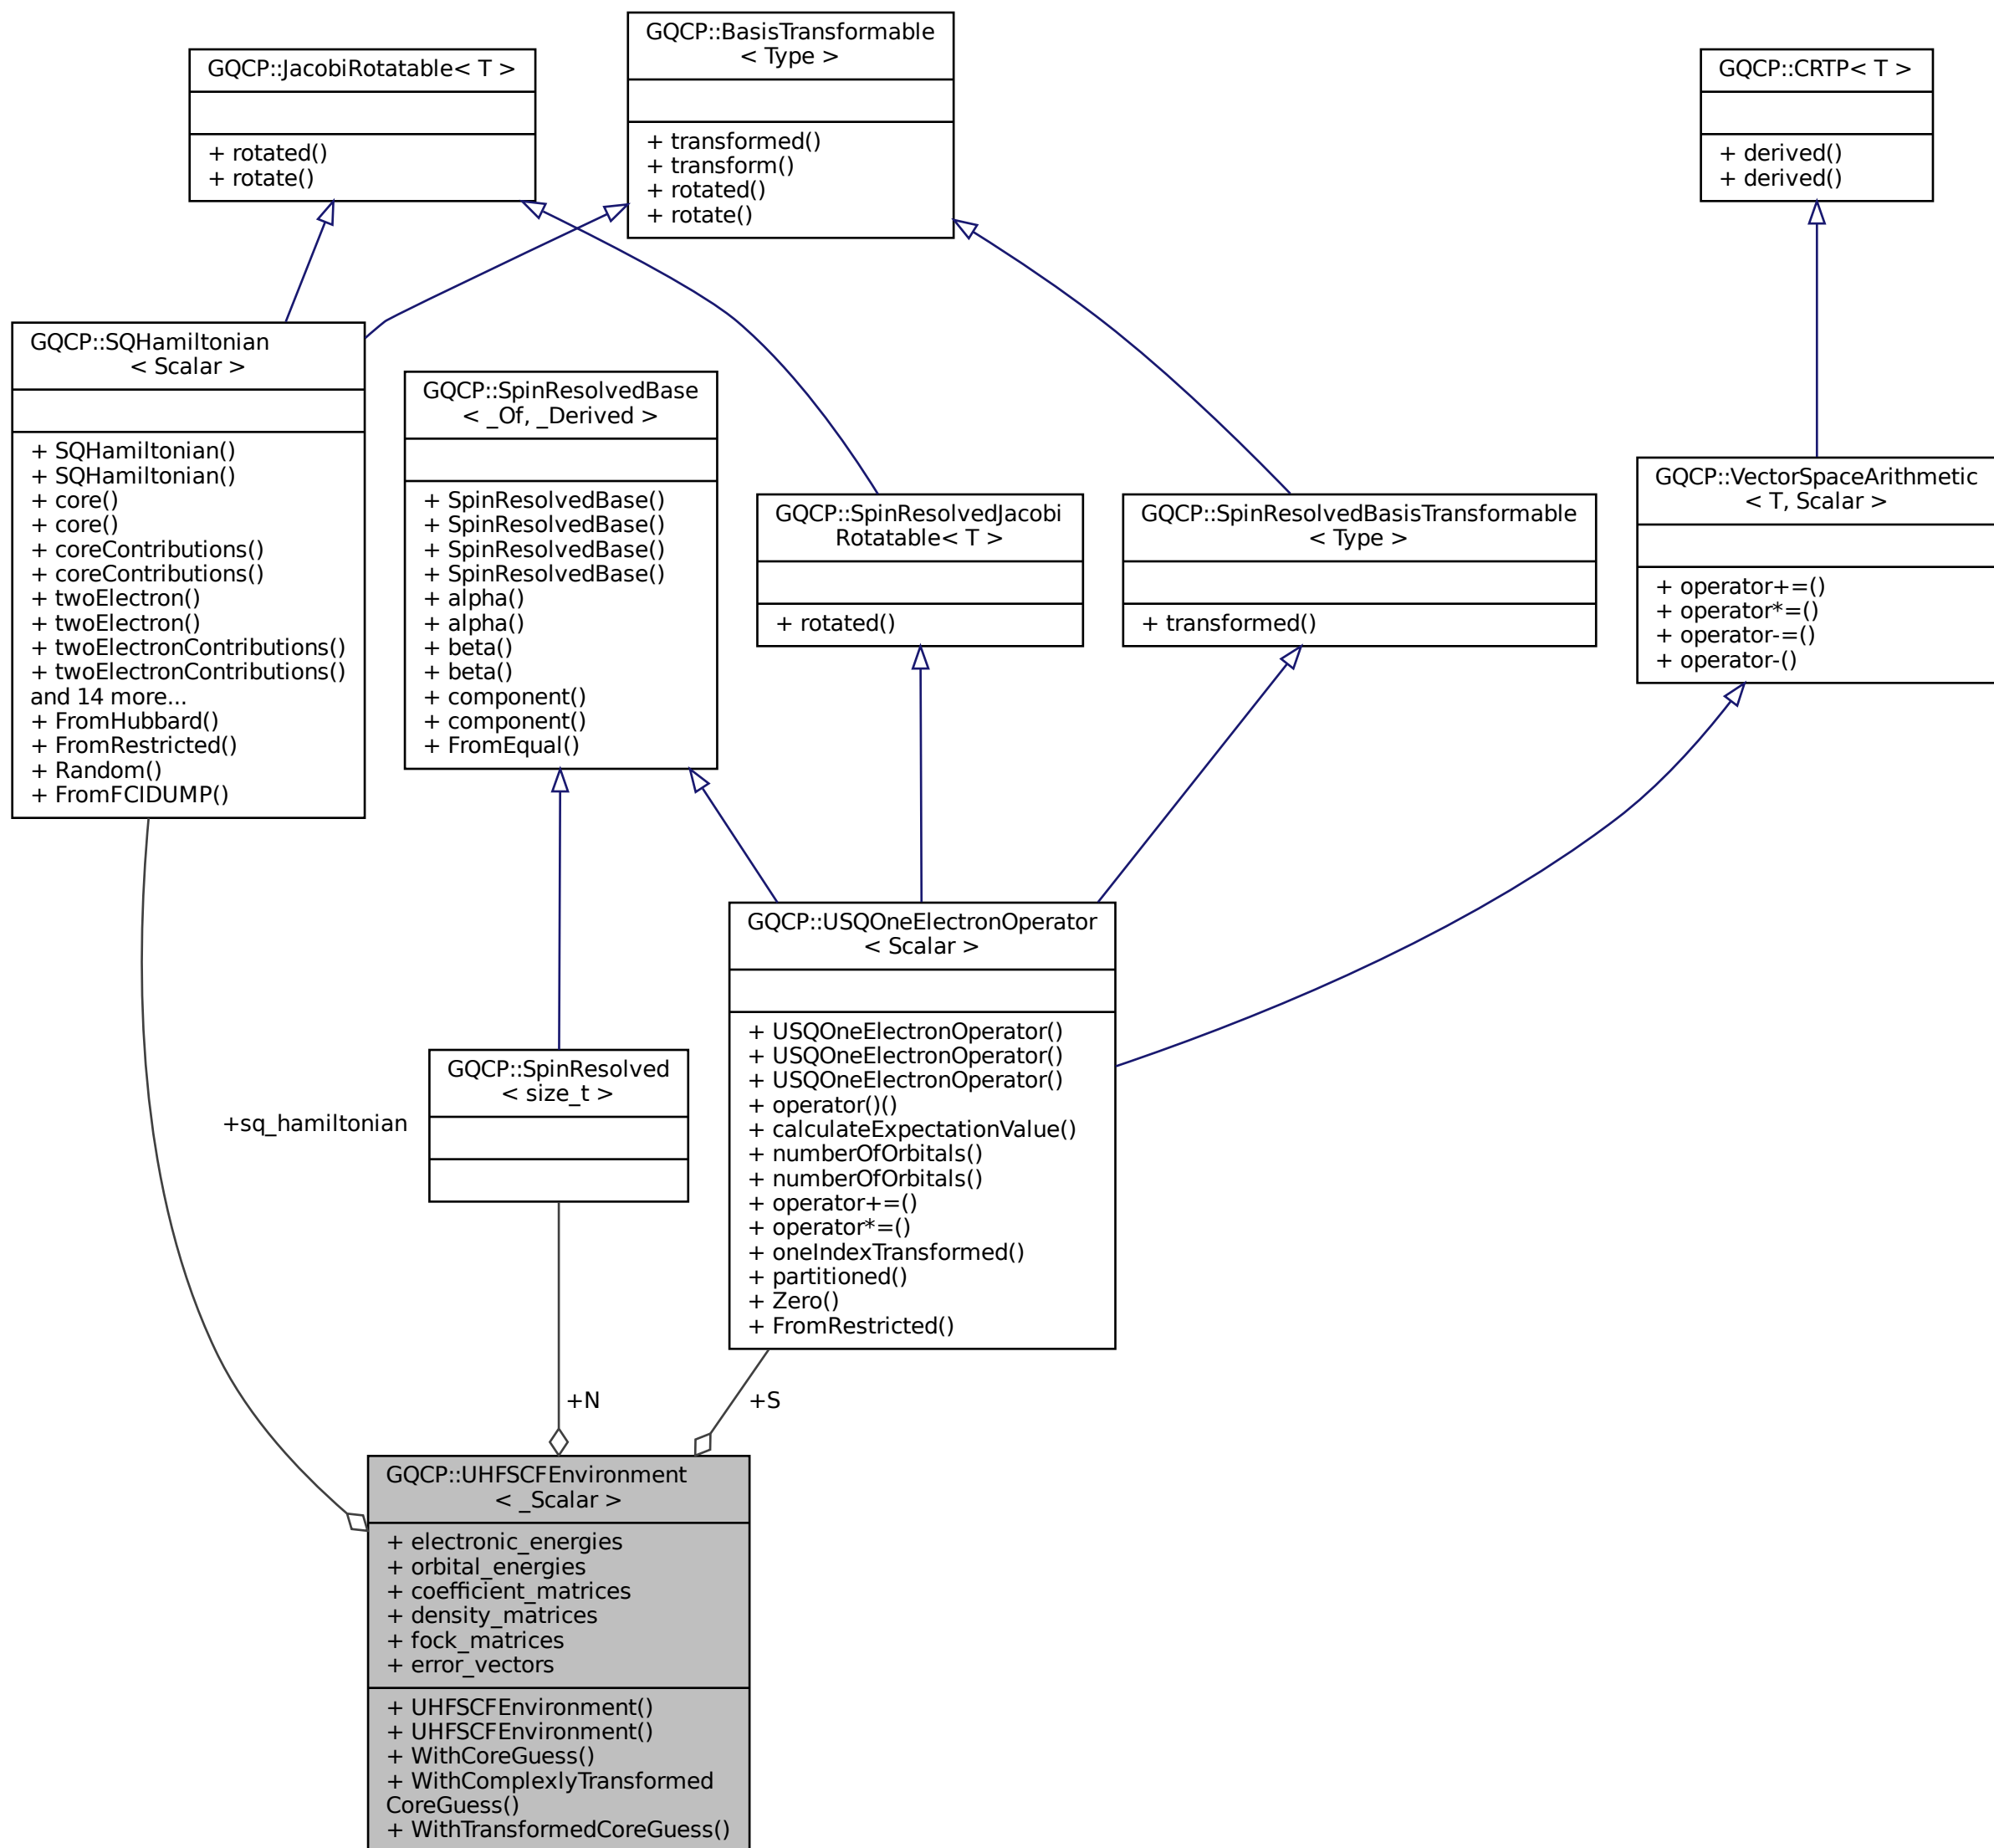 GQCP::JacobiRotatable< T >
+ rotated()
+ rotate()
GQCP::BasisTransformable
< Type >
+ transformed()
+ transform()
+ rotated()
+ rotate()
GQCP::CRTP< T >
+ derived()
+ derived()
GQCP::SQHamiltonian
< Scalar >
+ SQHamiltonian()
+ SQHamiltonian()
+ core()
+ core()
+ coreContributions()
+ coreContributions()
+ twoElectron()
+ twoElectron()
+ twoElectronContributions()
+ twoElectronContributions()
and 14 more...
+ FromHubbard()
+ FromRestricted()
+ Random()
+ FromFCIDUMP()
GQCP::SpinResolvedBase
< _Of, _Derived >
+ SpinResolvedBase()
+ SpinResolvedBase()
+ SpinResolvedBase()
+ SpinResolvedBase()
+ alpha()
+ alpha()
+ beta()
+ beta()
+ component()
+ component()
+ FromEqual()
GQCP::SpinResolvedJacobi
Rotatable< T >
+ rotated()
GQCP::SpinResolvedBasisTransformable
< Type >
+ transformed()
GQCP::VectorSpaceArithmetic
< T, Scalar >
+ operator+=()
+ operator*=()
+ operator-=()
+ operator-()
GQCP::USQOneElectronOperator
< Scalar >
+ USQOneElectronOperator()
+ USQOneElectronOperator()
+ USQOneElectronOperator()
+ operator()()
+ calculateExpectationValue()
+ numberOfOrbitals()
+ numberOfOrbitals()
+ operator+=()
+ operator*=()
+ oneIndexTransformed()
+ partitioned()
+ Zero()
+ FromRestricted()
GQCP::SpinResolved
< size_t >
+sq_hamiltonian
+N
+S
GQCP::UHFSCFEnvironment
< _Scalar >
+ electronic_energies
+ orbital_energies
+ coefficient_matrices
+ density_matrices
+ fock_matrices
+ error_vectors
+ UHFSCFEnvironment()
+ UHFSCFEnvironment()
+ WithCoreGuess()
+ WithComplexlyTransformed
CoreGuess()
+ WithTransformedCoreGuess()